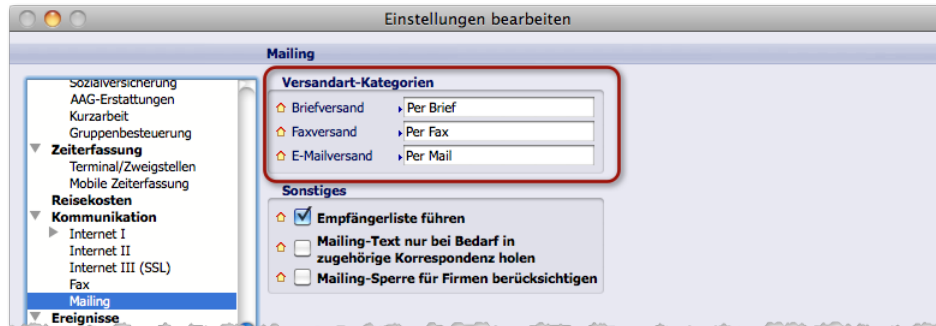 Einstellungen bearbeiten
Mailing
Sozialversicherung
AAG-Erstattungen
Kurzarbeit
Gruppenbesteuerung
Zeiterfassung
Terminal/Zweigstellen
Mobile Zeiterfassung
Reisekosten
Kommunikation
Internet I
Internet II
Internet III (SSL)
Fax
Mailing
Ereignisse
Versandart-Kategorien
Briefversand Per Brief
Faxversand Per Fax
E-Mailversand Per Mail
Sonstiges
Empfängerliste führen
Mailing-Text nur bei Bedarf in
zugehörige Korrespondenz holen
Mailing-Sperre für Firmen berücksichtigen